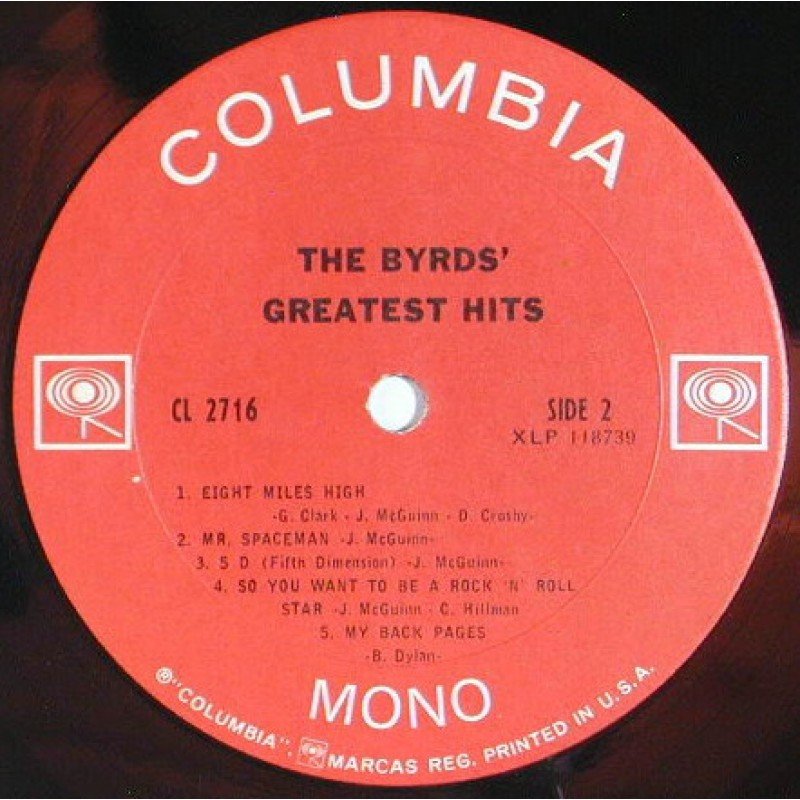 COLUMBIA
THE BYRDS'
GREATEST HITS
CL 2716
SIDE 2
XLP 118739
1. EIGHT MILES HIGH
-G. Clark - J. McGuinn - D. Crosby-
2. MR. SPACEMAN -J. McGuinn-
3. 5 D (Fifth Dimension) -J. McGuinn-
4. SO YOU WANT TO BE A ROCK 'N' ROLL
STAR -J. McGuinn - C. Hillman
5. MY BACK PAGES
-B. Dylan-
MONO
®"COLUMBIA", MARCAS REG. PRINTED IN U.S.A.